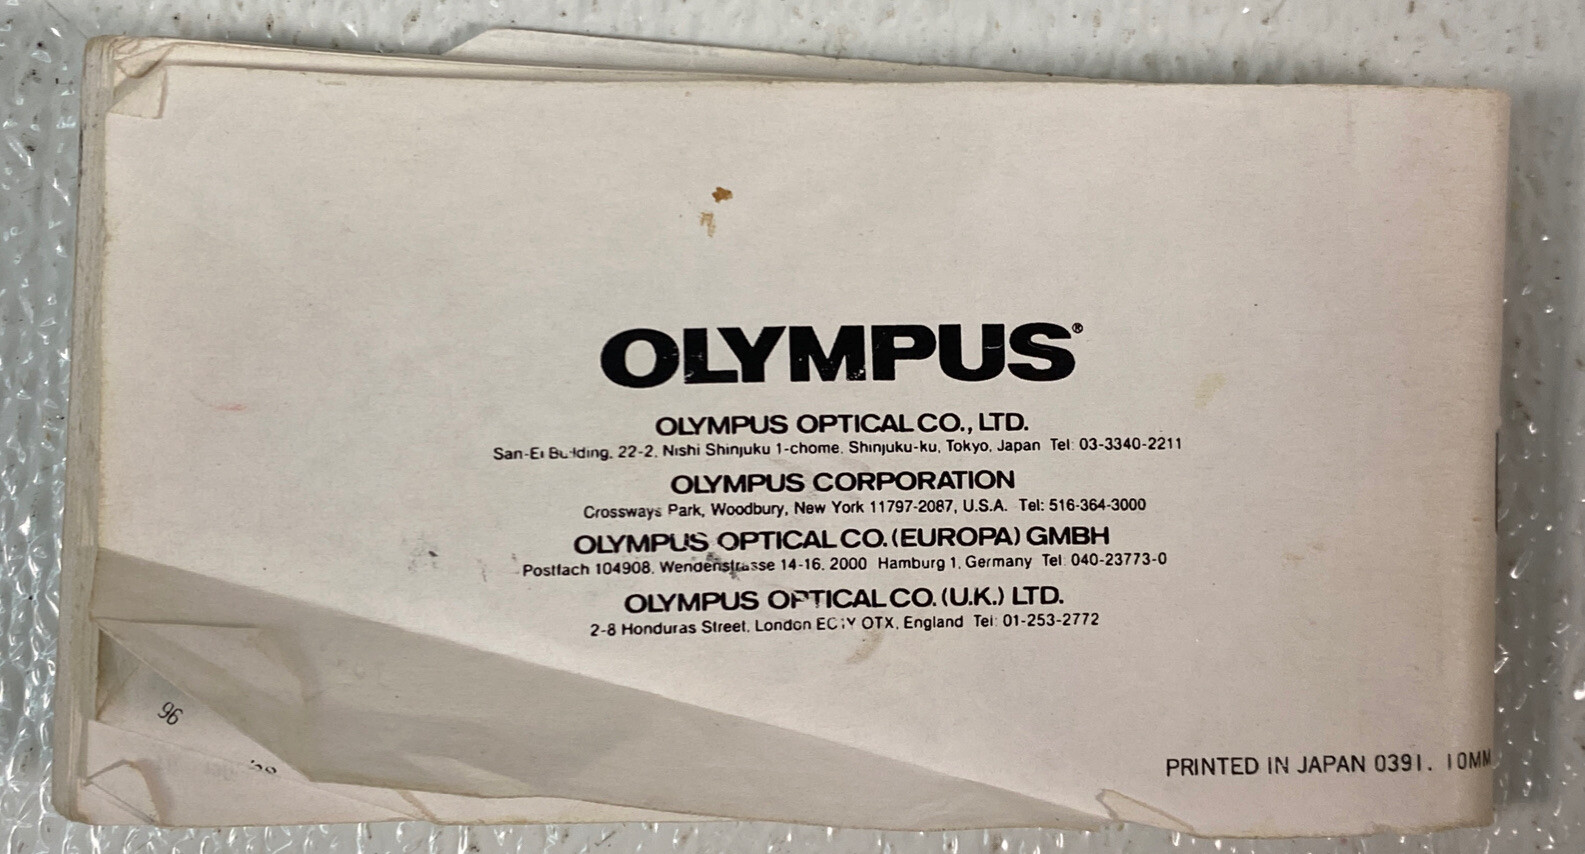 OLYMPUS®
OLYMPUS OPTICAL CO., LTD.
San-Ei Building, 22-2, Nishi Shinjuku 1-chome, Shinjuku-ku, Tokyo, Japan Tel: 03-3340-2211
OLYMPUS CORPORATION
Crossways Park, Woodbury, New York 11797-2087, U.S.A. Tel: 516-364-3000
OLYMPUS OPTICAL CO. (EUROPA) GMBH
Postfach 104908, Wendenstrasse 14-16, 2000 Hamburg 1, Germany Tel: 040-23773-0
OLYMPUS OPTICAL CO. (U.K.) LTD.
2-8 Honduras Street, London EC1Y OTX, England Tel: 01-253-2772
96
PRINTED IN JAPAN 0391. 10MM